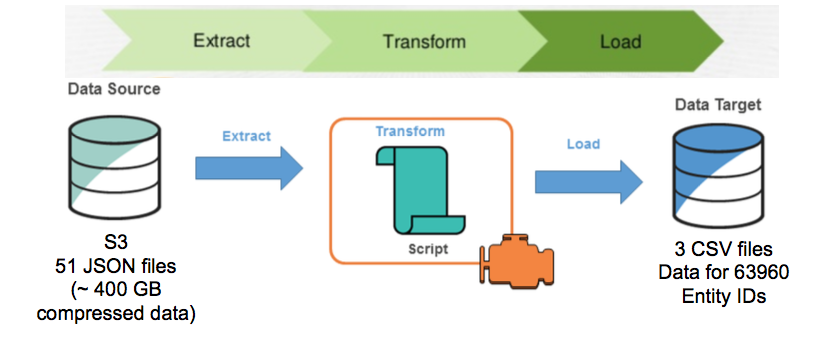 Extract
Transform
Load
Data Source
Data Target
Extract
Transform
Load
Script
S3
51 JSON files
(~ 400 GB
compressed data)
3 CSV files
Data for 63960
Entity IDs